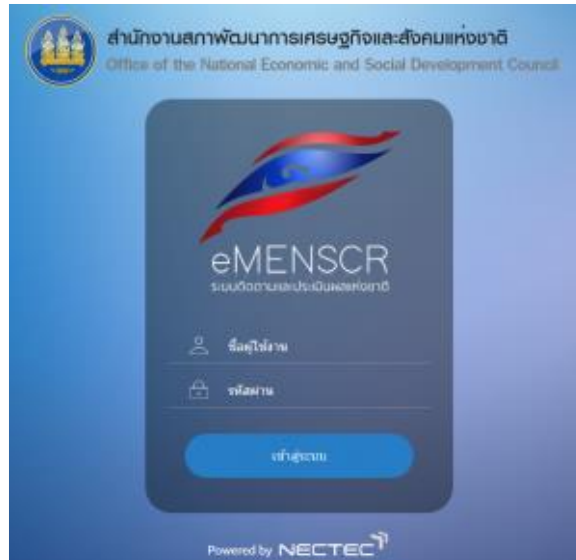 สำนักงานสภาพัฒนาการเศรษฐกิจและสังคมแห่งชาติ
Office of the National Economic and Social Development Council
eMENSCR
ระบบติดตามและประเมินผลแห่งชาติ
ชื่อผู้ใช้งาน
รหัสผ่าน
เข้าสู่ระบบ
Powered by NECTEC